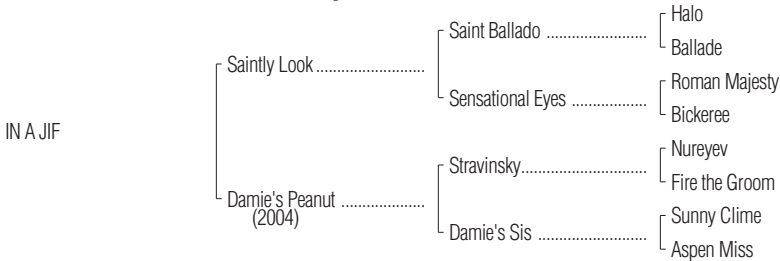 Halo
Saint Ballado ........................
Ballade
Saintly Look ..........................
Roman Majesty
Sensational Eyes ..................
Bickeree
IN A JIF
Nureyev
Stravinsky..............................
Fire the Groom
Damie's Peanut ....................
(2004)
Sunny Clime
Damie's Sis ..........................
Aspen Miss